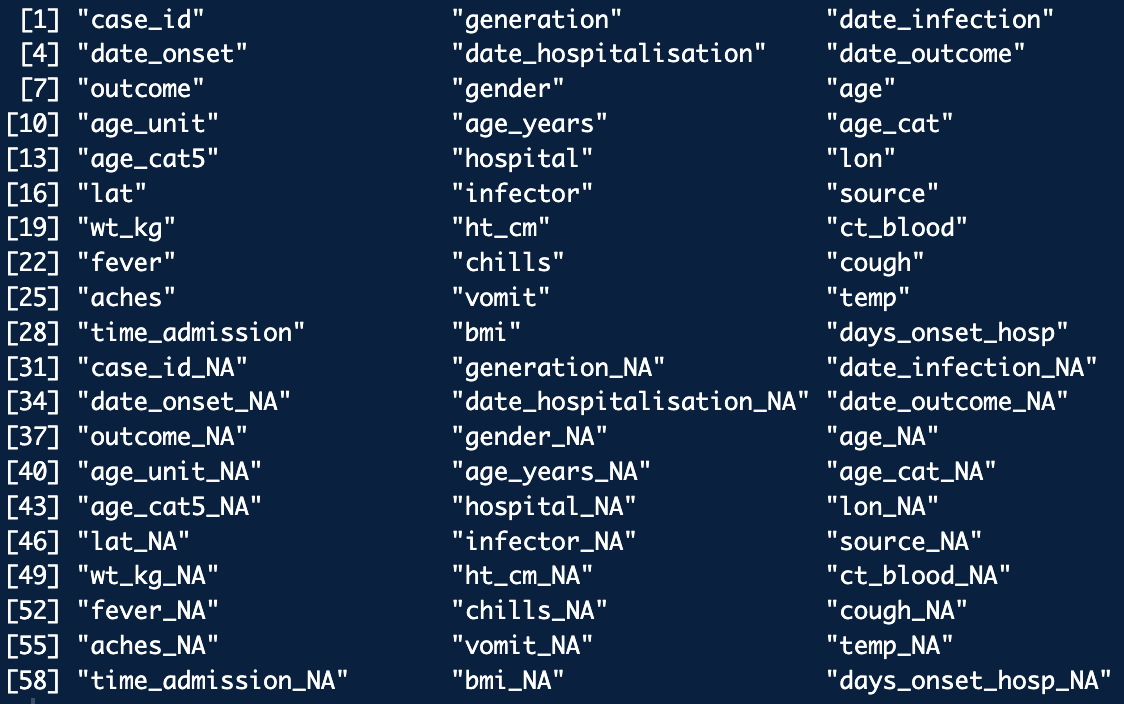 [1] "case_id" "generation" "date_infection"
[4] "date_onset" "date_hospitalisation" "date_outcome"
[7] "outcome" "gender" "age"
[10] "age_unit" "age_years" "age_cat"
[13] "age_cat5" "hospital" "lon"
[16] "lat" "infector" "source"
[19] "wt_kg" "ht_cm" "ct_blood"
[22] "fever" "chills" "cough"
[25] "aches" "vomit" "temp"
[28] "time_admission" "bmi" "days_onset_hosp"
[31] "case_id_NA" "generation_NA" "date_infection_NA"
[34] "date_onset_NA" "date_hospitalisation_NA" "date_outcome_NA"
[37] "outcome_NA" "gender_NA" "age_NA"
[40] "age_unit_NA" "age_years_NA" "age_cat_NA"
[43] "age_cat5_NA" "hospital_NA" "lon_NA"
[46] "lat_NA" "infector_NA" "source_NA"
[49] "wt_kg_NA" "ht_cm_NA" "ct_blood_NA"
[52] "fever_NA" "chills_NA" "cough_NA"
[55] "aches_NA" "vomit_NA" "temp_NA"
[58] "time_admission_NA" "bmi_NA" "days_onset_hosp_NA"